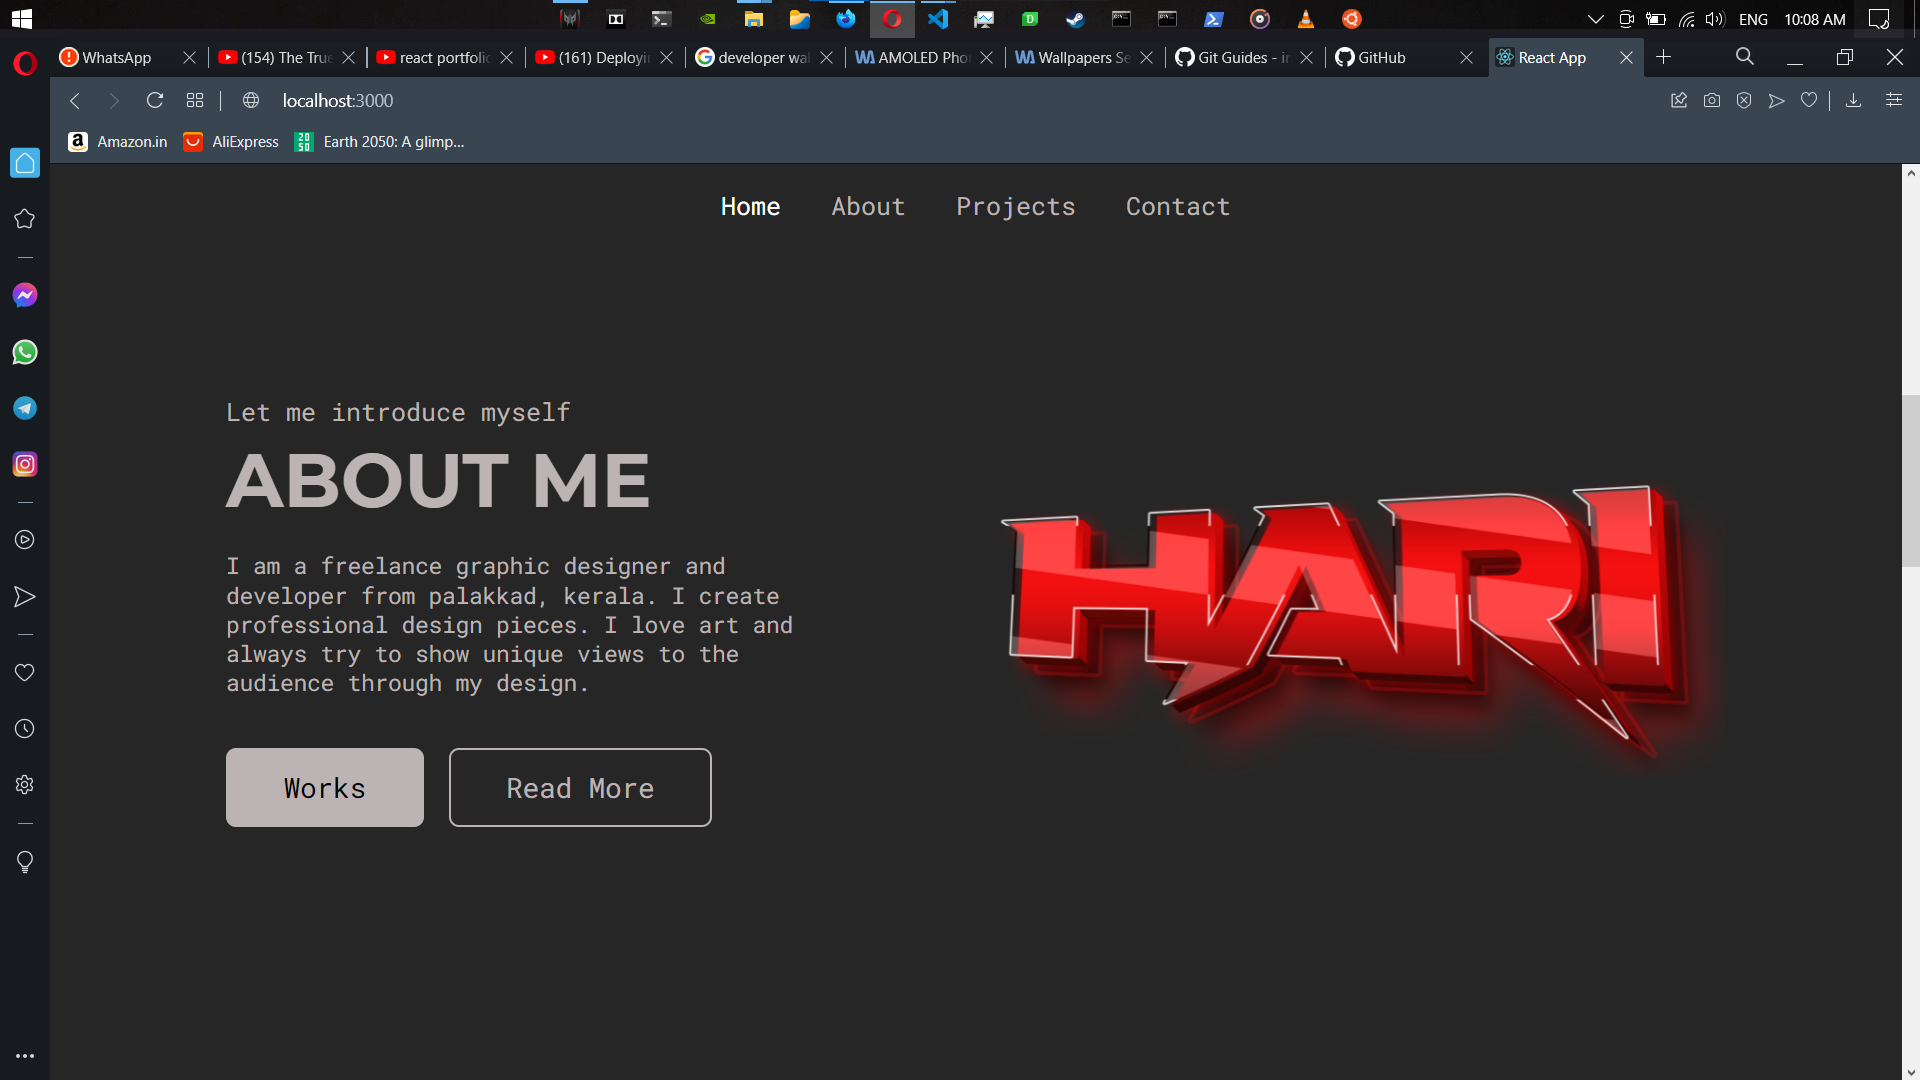 ENG 10:08 AM
WhatsApp (154) The True react portfolio (161) Deployin developer wal AMOLED Phon Wallpapers Se Git Guides - in GitHub React App
localhost:3000
Amazon.in AliExpress 20 50 Earth 2050: A glimp...
Home About Projects Contact
Let me introduce myself
ABOUT ME
I am a freelance graphic designer and
developer from palakkad, kerala. I create
professional design pieces. I love art and
always try to show unique views to the
audience through my design.
Works Read More
HARI